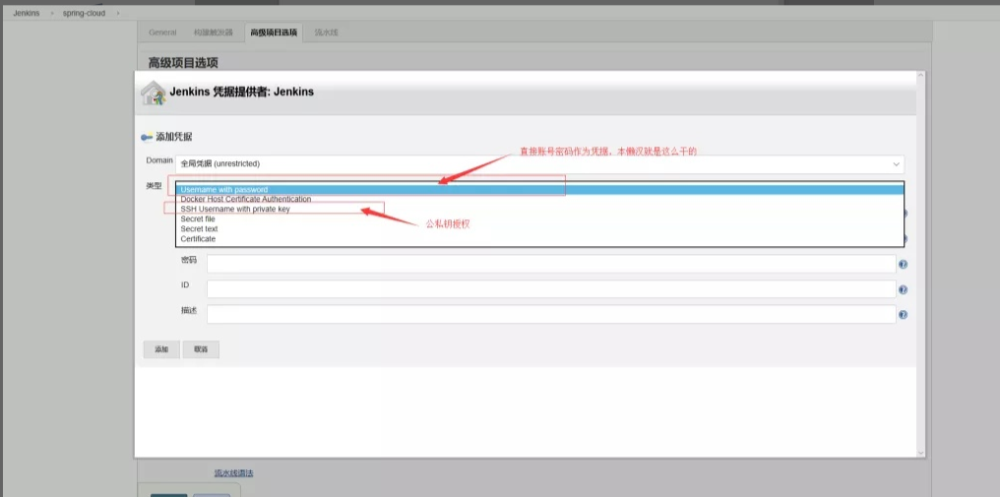 Jenkins › spring-cloud ›
General 构建触发器 高级项目选项 流水线
高级项目选项
Jenkins 凭据提供者: Jenkins
添加凭据
直接账号密码作为凭据，本懒汉就是这么干的
Domain 全局凭据 (unrestricted)
类型
Username with password
Docker Host Certificate Authentication
SSH Username with private key
Secret file
公私钥授权
Secret text
Certificate
密码
ID
描述
添加 取消
流水线语法